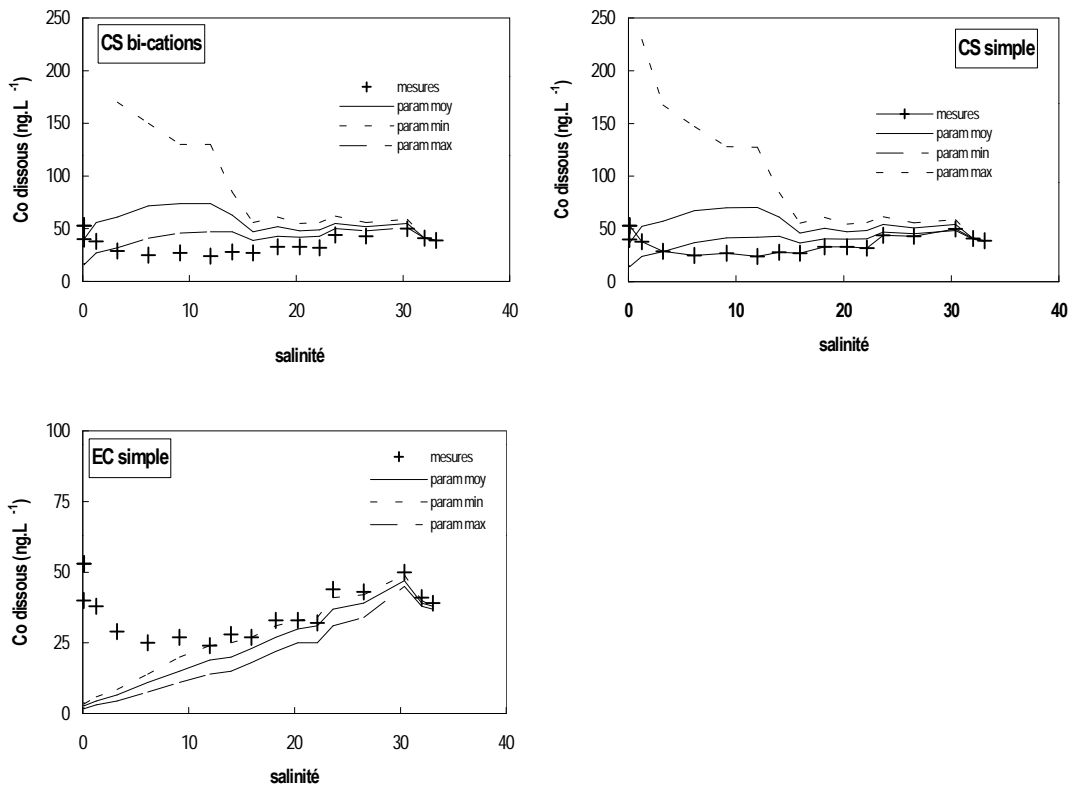 CS bi-cations
Co dissous (ng.L -1)
250
200
150
100
50
0
mesures
param moy
param min
param max
0
10
20
30
40
salinité
CS simple
Co dissous (ng.L -1)
250
200
150
100
50
0
mesures
param moy
param min
param max
0
10
20
30
40
salinité
EC simple
Co dissous (ng.L -1)
100
75
50
25
0
mesures
param moy
param min
param max
0
10
20
30
40
salinité